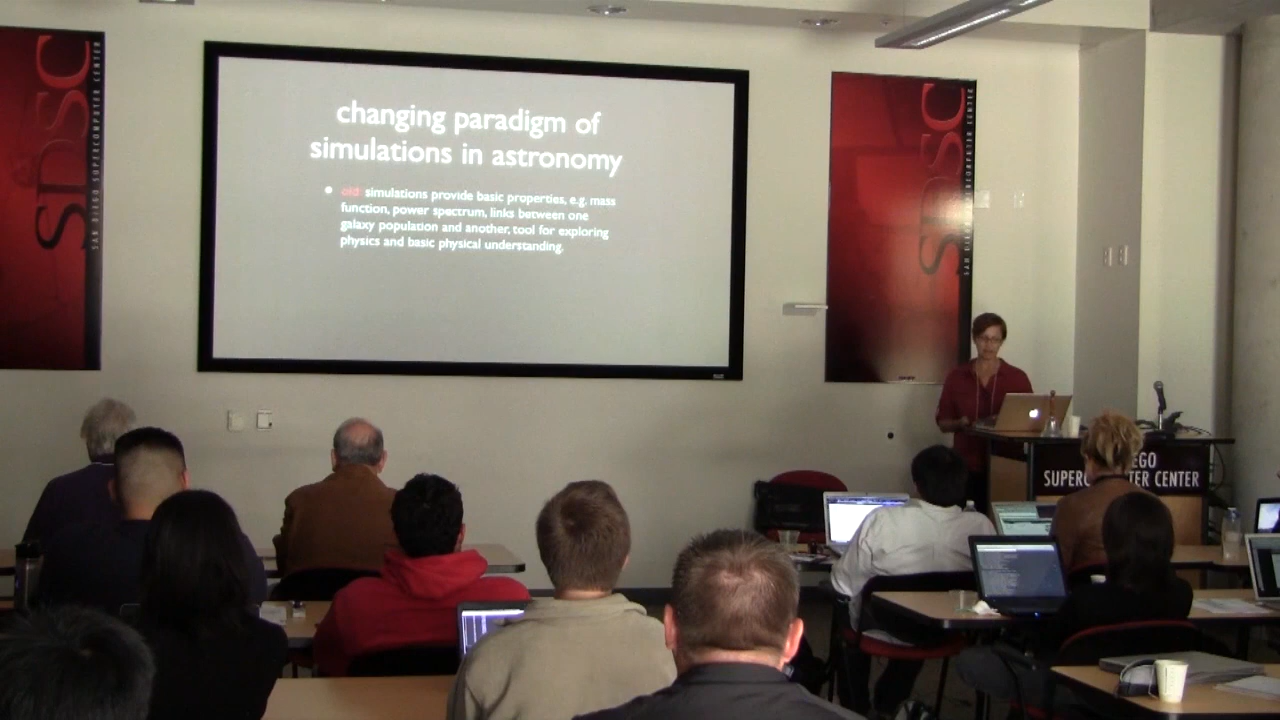 SDSC
SAN DIEGO SUPERCOMPUTER CENTER
changing paradigm of
simulations in astronomy
• old: simulations provide basic properties, e.g. mass
function, power spectrum, links between one
galaxy population and another, tool for exploring
physics and basic physical understanding.
SDSC
SAN DIEGO SUPERCOMPUTER CENTER
EGO
SUPERC TER CENTER